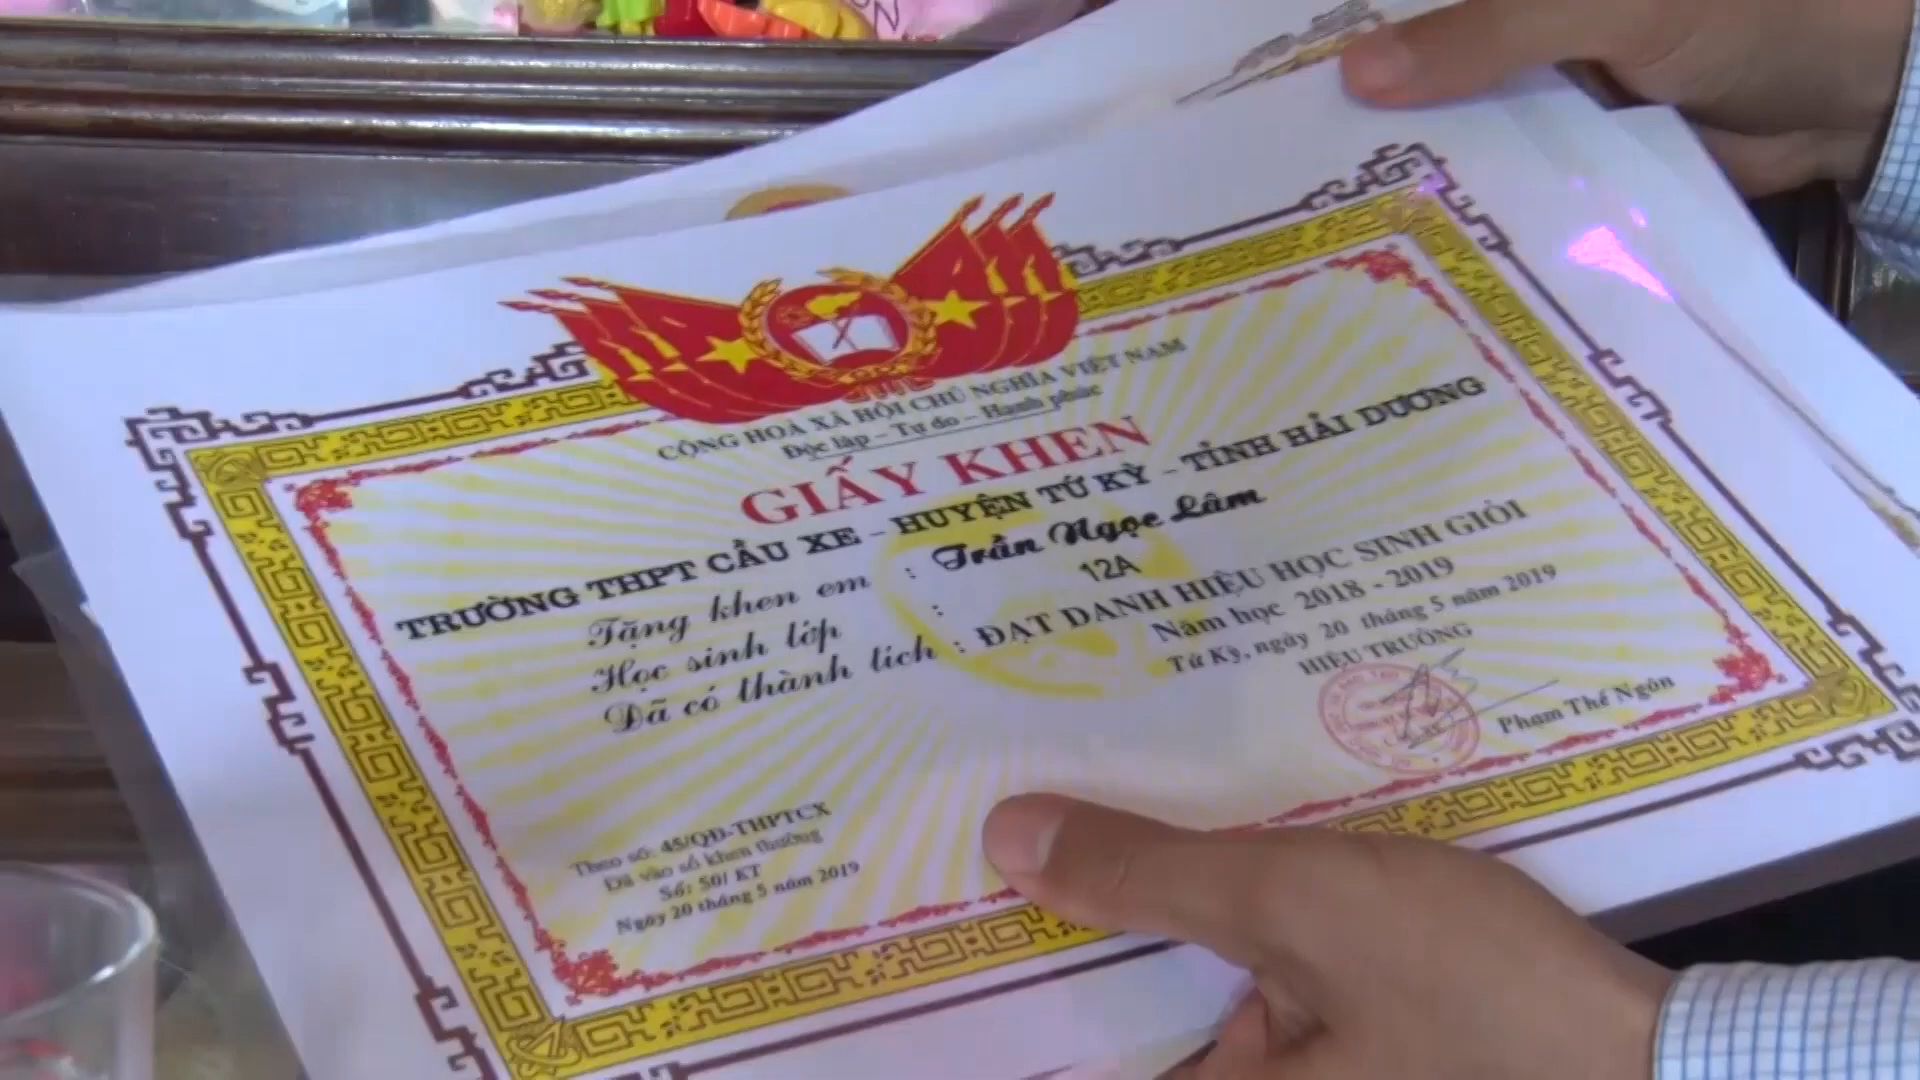 CỘNG HOÀ XÃ HỘI CHỦ NGHĨA VIỆT NAM
Độc lập – Tự do – Hạnh phúc
GIẤY KHEN
TRƯỜNG THPT CẦU XE – HUYỆN TỨ KỲ – TỈNH HẢI DƯƠNG
Tặng khen em : Trần Ngọc Lâm
Học sinh lớp : 12A
Đã có thành tích : ĐẠT DANH HIỆU HỌC SINH GIỎI
Năm học 2018 - 2019
Tứ Kỳ, ngày 20 tháng 5 năm 2019
HIỆU TRƯỞNG
Phạm Thế Ngôn
Theo số: 45/QĐ-THPTCX
Đã vào sổ khen thưởng
Số: 50/ KT
Ngày 20 tháng 5 năm 2019